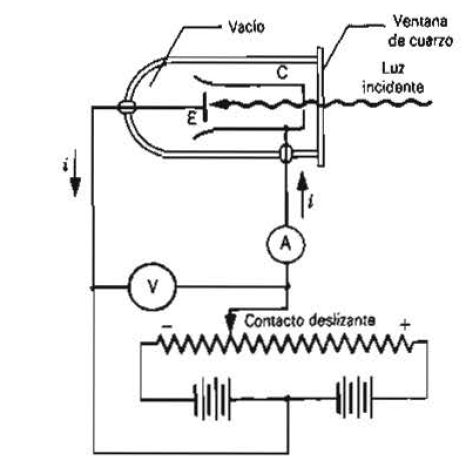 Vacío
Ventana
de cuarzo
C
Luz
incidente
E
i
i
A
V
Contacto deslizante
−
+